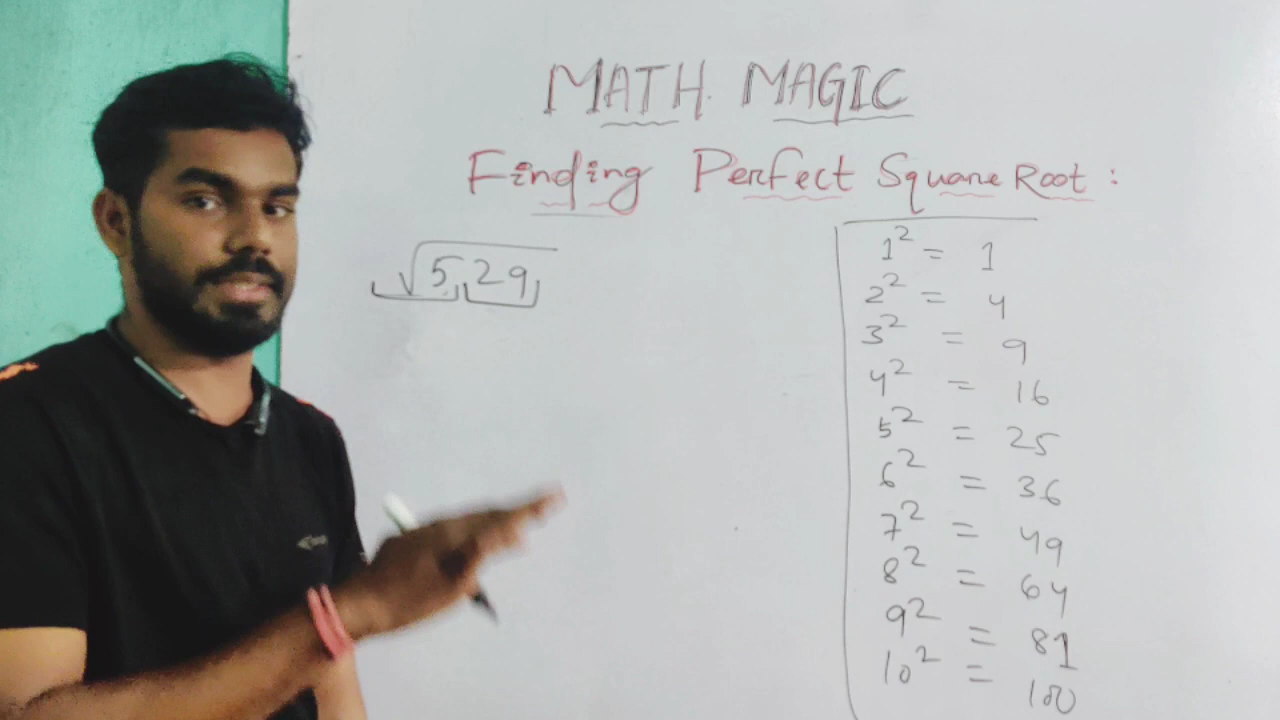 MATH MAGIC
Finding Perfect Square Root :
√5,29
1² = 1
2² = 4
3² = 9
4² = 16
5² = 25
6² = 36
7² = 49
8² = 64
9² = 81
10² = 100